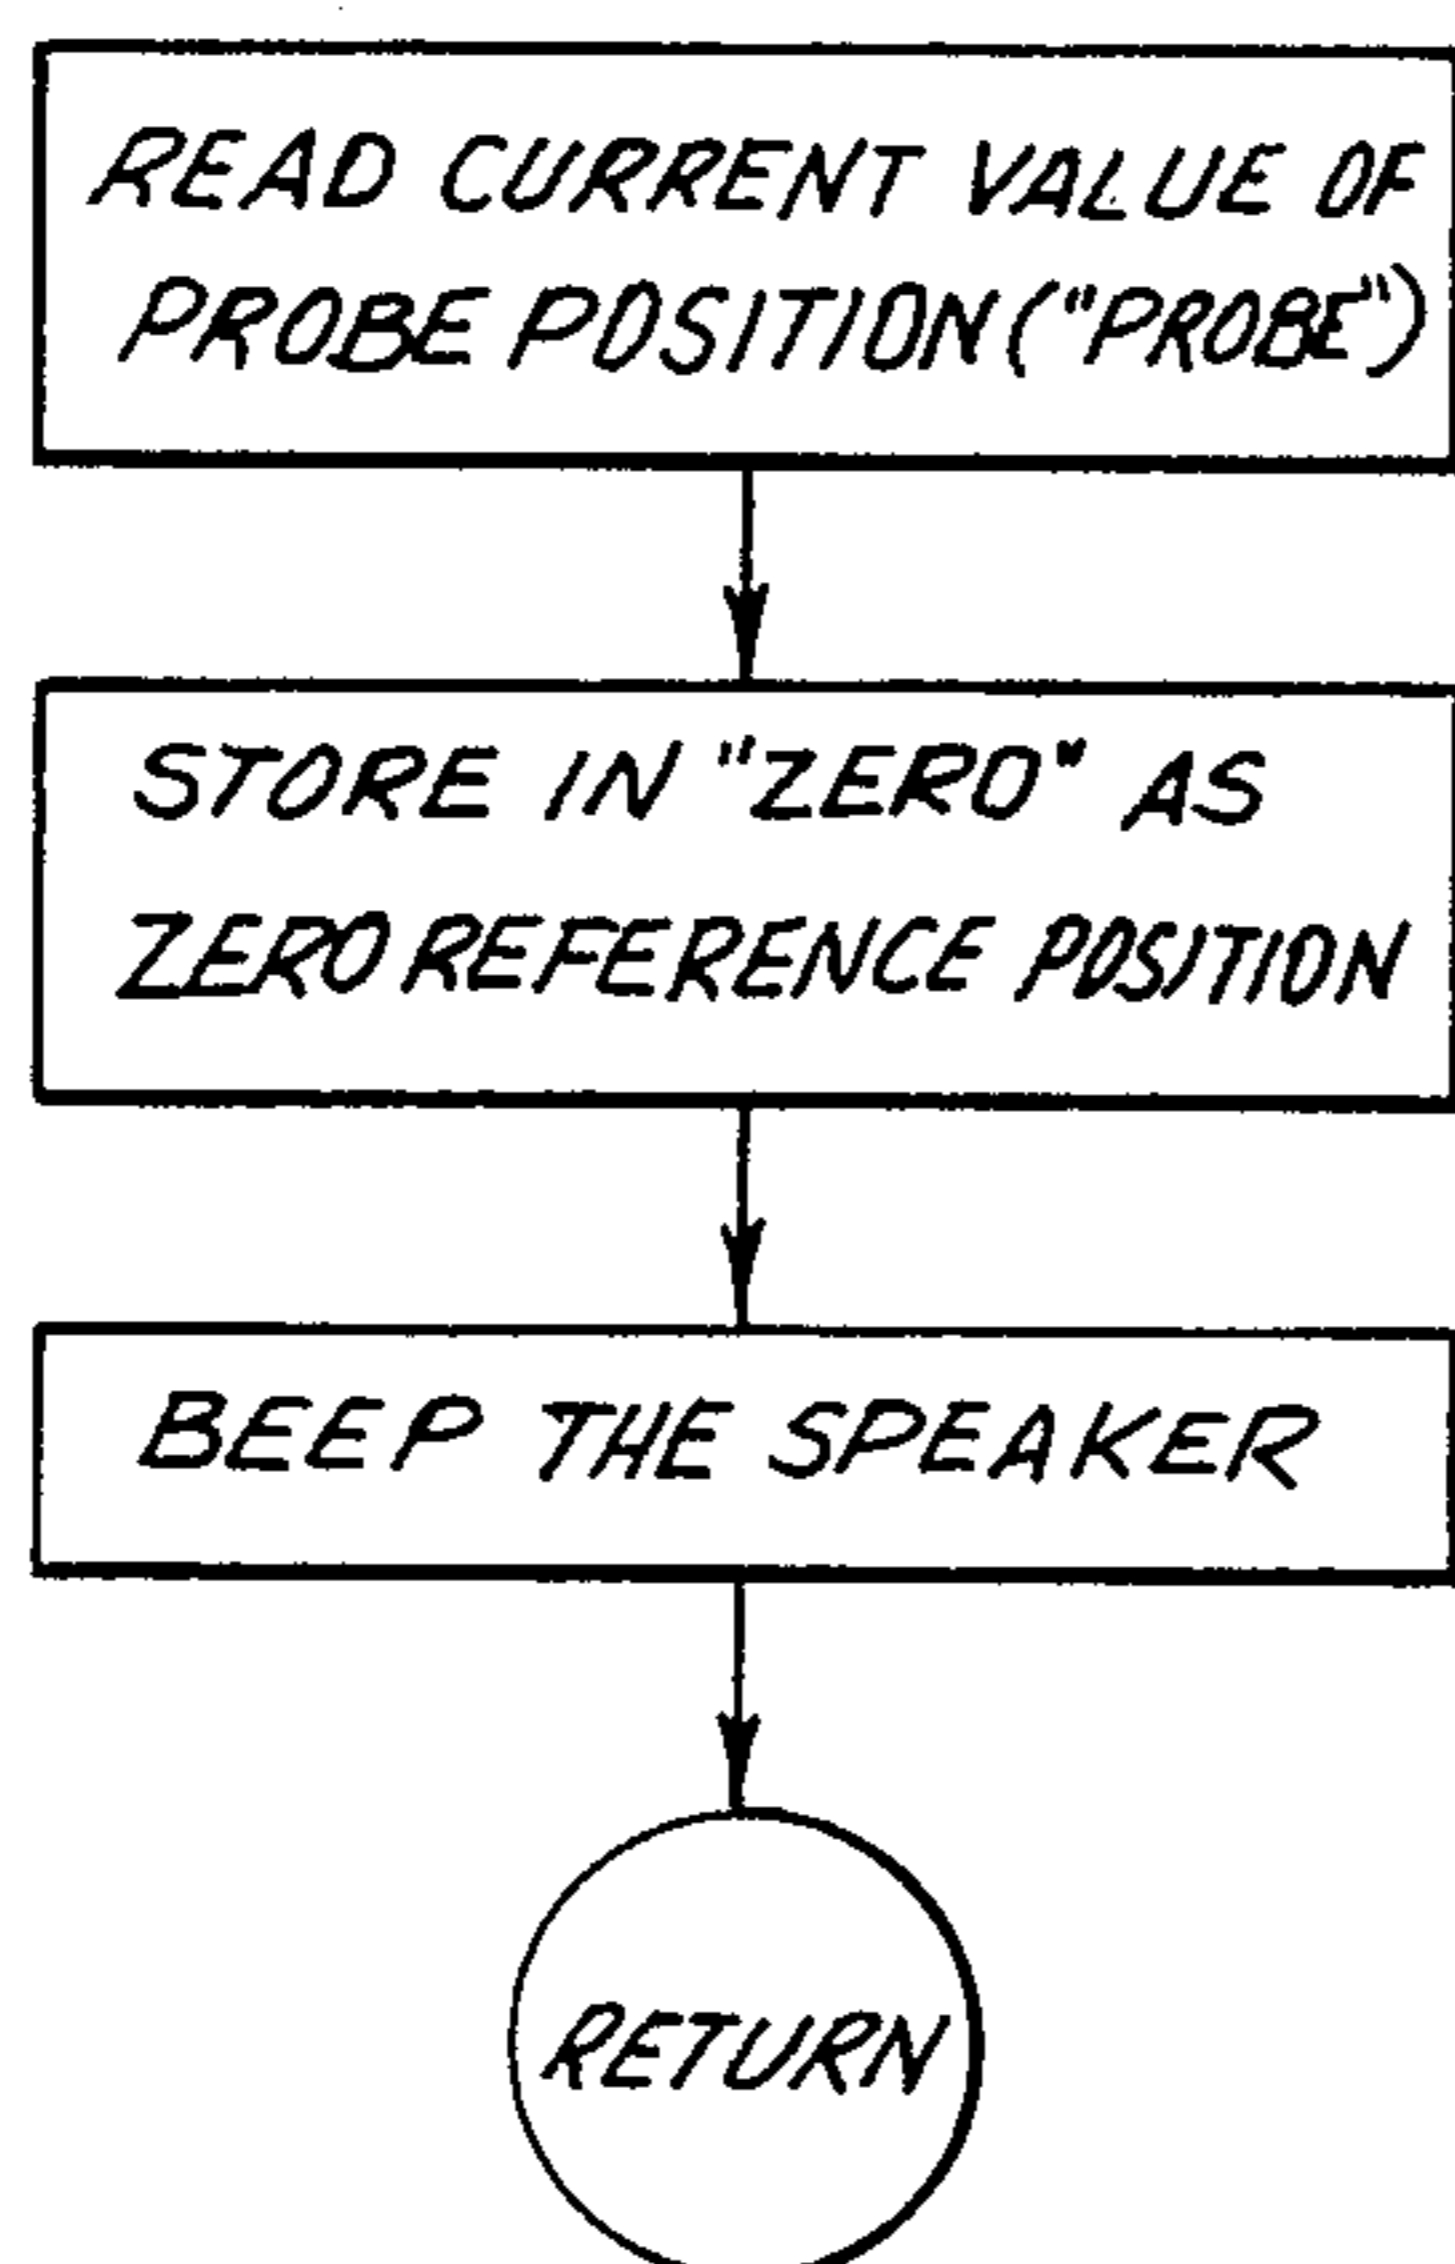 READ CURRENT VALUE OF
PROBE POSITION ("PROBE")
STORE IN "ZERO" AS
ZERO REFERENCE POSITION
BEEP THE SPEAKER
RETURN